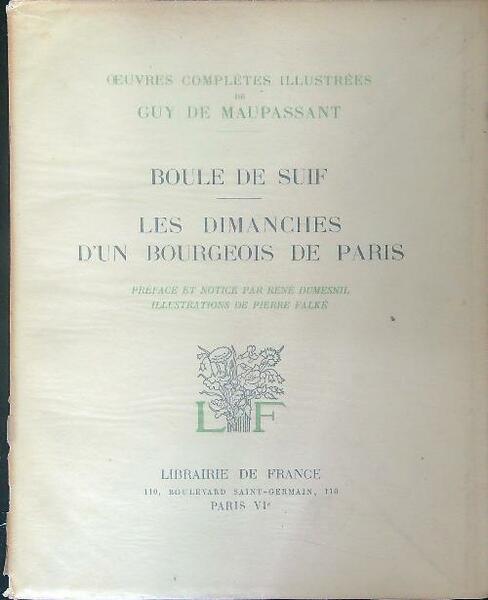 ŒUVRES COMPLÈTES ILLUSTRÉES
DE
GUY DE MAUPASSANT
BOULE DE SUIF
LES DIMANCHES
D'UN BOURGEOIS DE PARIS
PRÉFACE ET NOTICE PAR RENÉ DUMESNIL
ILLUSTRATIONS DE PIERRE FALKÉ
L F
LIBRAIRIE DE FRANCE
110, BOULEVARD SAINT-GERMAIN, 110
PARIS VIe